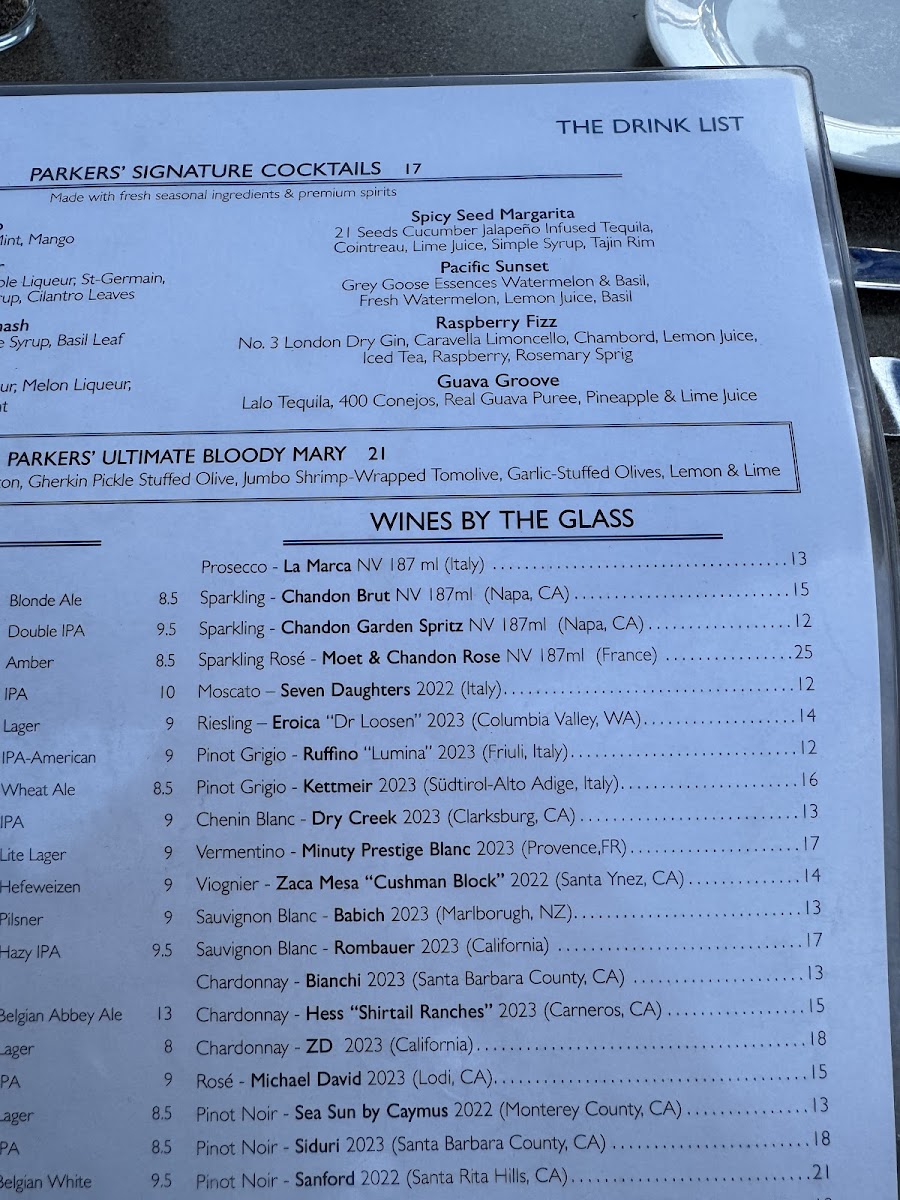 THE DRINK LIST
PARKERS' SIGNATURE COCKTAILS 17
Made with fresh seasonal ingredients & premium spirits
Mint, Mango
Liqueur, St-Germain,
Cilantro Leaves
Syrup, Basil Leaf
Melon Liqueur,
Spicy Seed Margarita
21 Seeds Cucumber Jalapeño Infused Tequila,
Cointreau, Lime Juice, Simple Syrup, Tajin Rim
Pacific Sunset
Grey Goose Essences Watermelon & Basil,
Fresh Watermelon, Lemon Juice, Basil
Raspberry Fizz
No. 3 London Dry Gin, Caravella Limoncello, Chambord, Lemon Juice,
Iced Tea, Raspberry, Rosemary Sprig
Guava Groove
Lalo Tequila, 400 Conejos, Real Guava Puree, Pineapple & Lime Juice
PARKERS' ULTIMATE BLOODY MARY 21
Gherkin Pickle Stuffed Olive, Jumbo Shrimp-Wrapped Tomolive, Garlic-Stuffed Olives, Lemon & Lime
Blonde Ale 8.5
Double IPA 9.5
Amber 8.5
IPA 10
Lager 9
IPA-American 9
Wheat Ale 8.5
IPA 9
Lite Lager 9
Hefeweizen 9
Pilsner 9
Hazy IPA 9.5
Belgian Abbey Ale 13
Lager 8
IPA 9
Lager 8.5
IPA 8.5
Belgian White 9.5
WINES BY THE GLASS
Prosecco - La Marca NV 187 ml (Italy) 13
Sparkling - Chandon Brut NV 187ml (Napa, CA) 15
Sparkling - Chandon Garden Spritz NV 187ml (Napa, CA) 12
Sparkling Rosé - Moet & Chandon Rose NV 187ml (France) 25
Moscato – Seven Daughters 2022 (Italy) 12
Riesling – Eroica "Dr Loosen" 2023 (Columbia Valley, WA) 14
Pinot Grigio - Ruffino "Lumina" 2023 (Friuli, Italy) 12
Pinot Grigio - Kettmeir 2023 (Südtirol-Alto Adige, Italy) 16
Chenin Blanc - Dry Creek 2023 (Clarksburg, CA) 13
Vermentino - Minuty Prestige Blanc 2023 (Provence,FR) 17
Viognier - Zaca Mesa "Cushman Block" 2022 (Santa Ynez, CA) 14
Sauvignon Blanc - Babich 2023 (Marlborugh, NZ) 13
Sauvignon Blanc - Rombauer 2023 (California) 17
Chardonnay - Bianchi 2023 (Santa Barbara County, CA) 13
Chardonnay - Hess "Shirtail Ranches" 2023 (Carneros, CA) 15
Chardonnay - ZD 2023 (California) 18
Rosé - Michael David 2023 (Lodi, CA) 15
Pinot Noir - Sea Sun by Caymus 2022 (Monterey County, CA) 13
Pinot Noir - Siduri 2023 (Santa Barbara County, CA) 18
Pinot Noir - Sanford 2022 (Santa Rita Hills, CA) 21